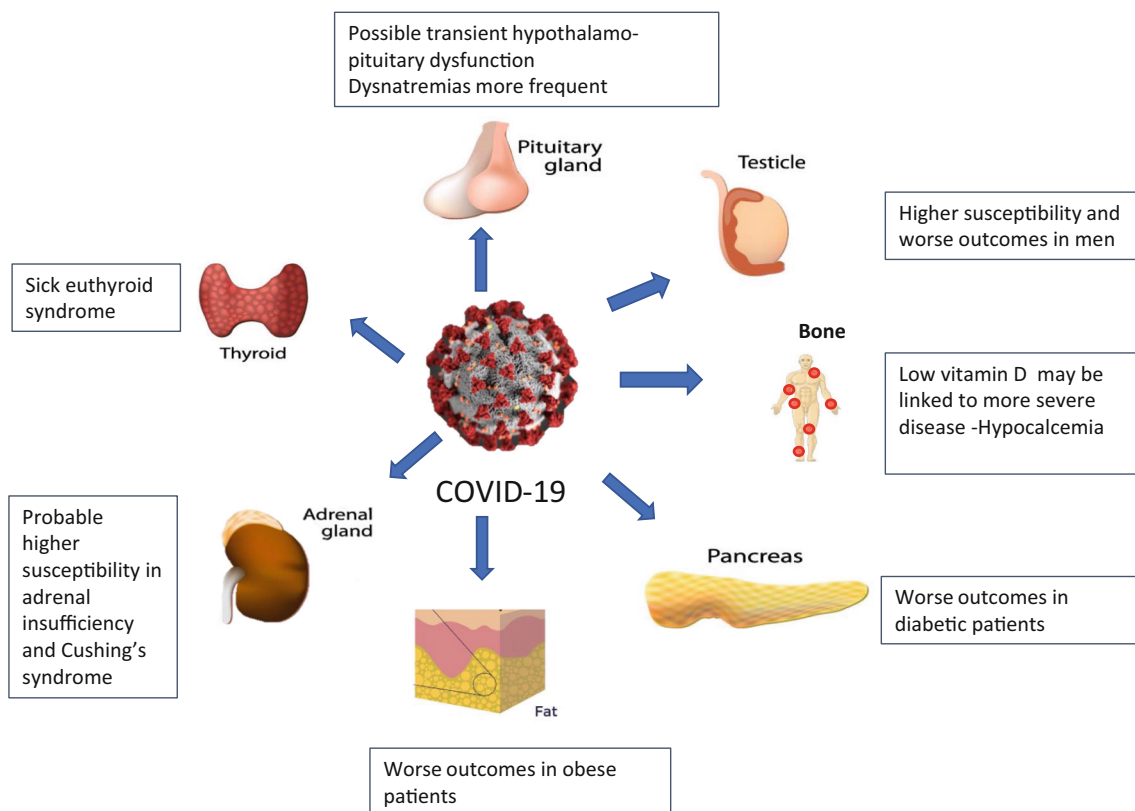 Possible transient hypothalamo-
pituitary dysfunction
Dysnatremias more frequent
Pituitary
gland
Testicle
Higher susceptibility and
worse outcomes in men
Sick euthyroid
syndrome
Thyroid
Bone
Low vitamin D may be
linked to more severe
disease -Hypocalcemia
COVID-19
Probable
higher
susceptibility in
adrenal
insufficiency
and Cushing's
syndrome
Adrenal
gland
Pancreas
Worse outcomes in
diabetic patients
Fat
Worse outcomes in obese
patients